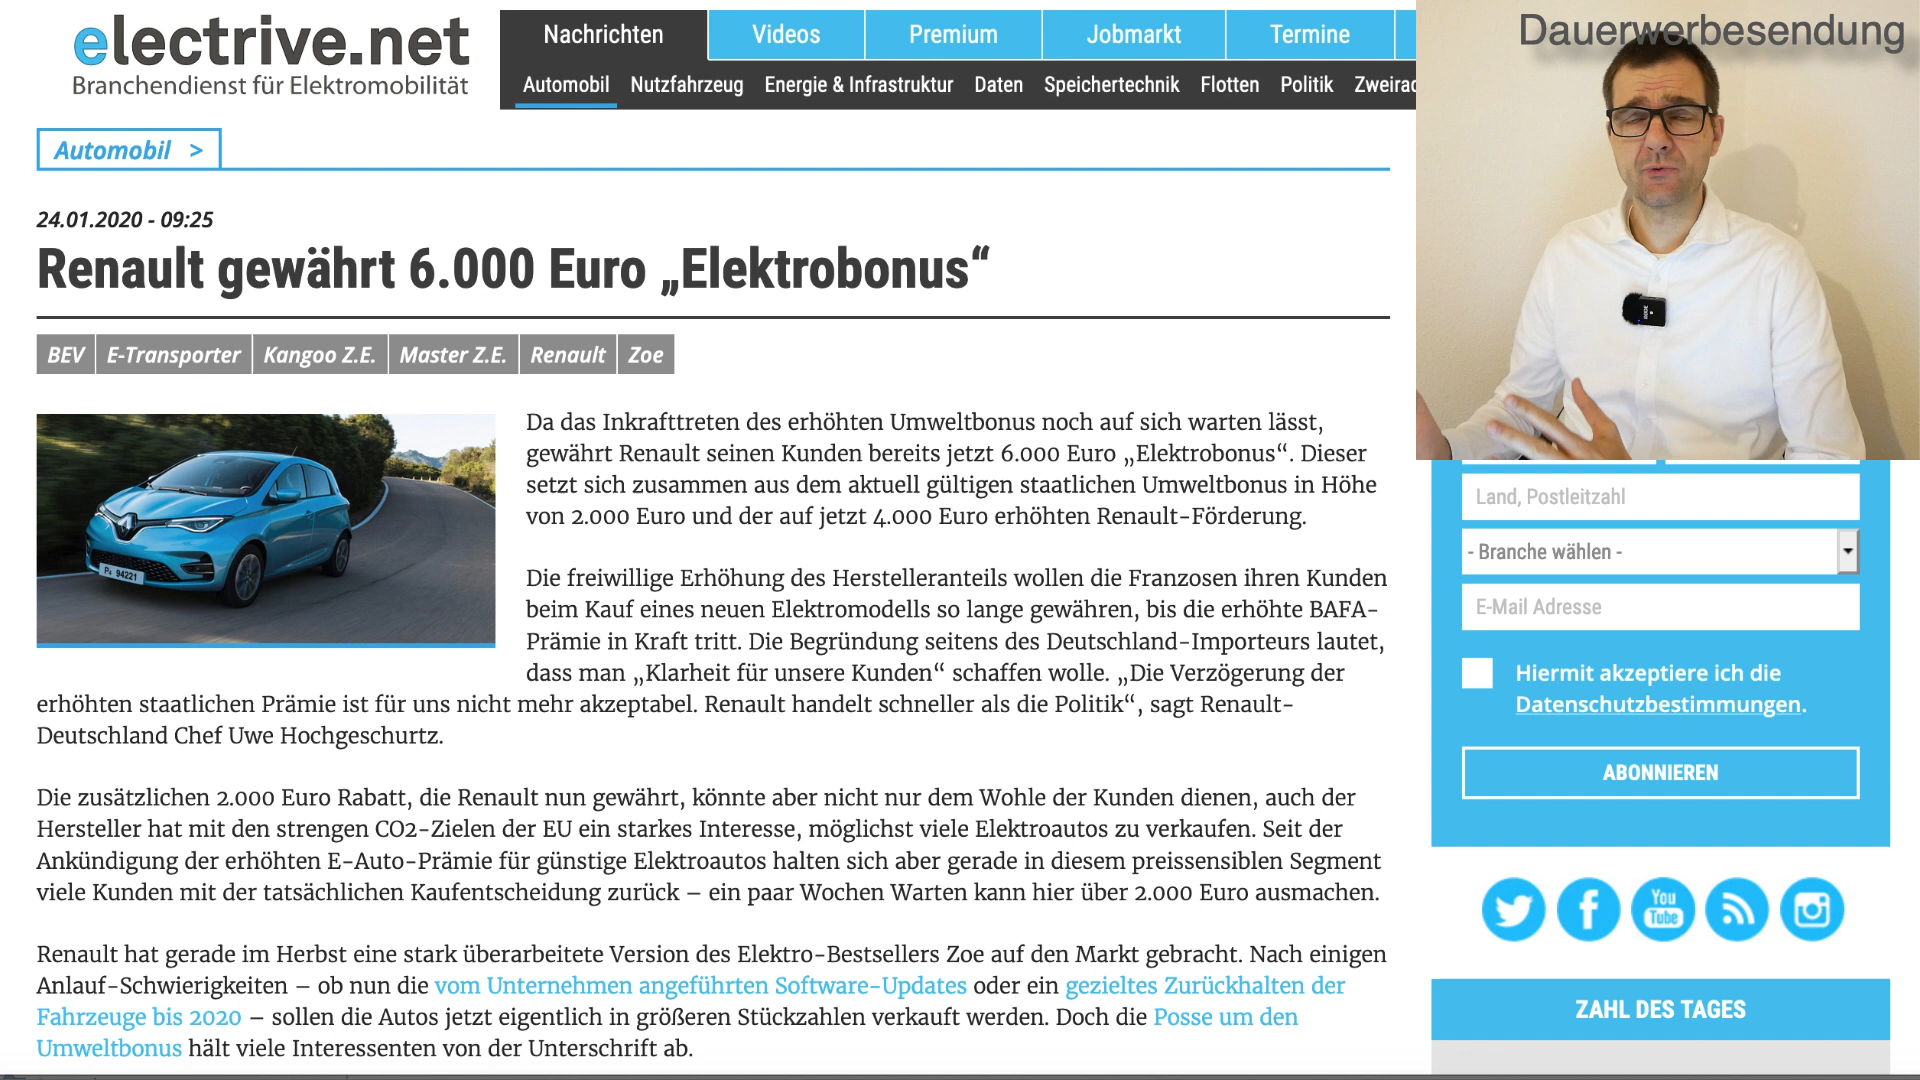 electrive.net
Branchendienst für Elektromobilität
Nachrichten
Videos
Premium
Jobmarkt
Termine
Dauerwerbesendung
Automobil
Nutzfahrzeug
Energie & Infrastruktur
Daten
Speichertechnik
Flotten
Politik
Zweirad
Automobil >
24.01.2020 - 09:25
Renault gewährt 6.000 Euro „Elektrobonus“
BEV
E-Transporter
Kangoo Z.E.
Master Z.E.
Renault
Zoe
Da das Inkrafttreten des erhöhten Umweltbonus noch auf sich warten lässt,
gewährt Renault seinen Kunden bereits jetzt 6.000 Euro „Elektrobonus“. Dieser
setzt sich zusammen aus dem aktuell gültigen staatlichen Umweltbonus in Höhe
von 2.000 Euro und der auf jetzt 4.000 Euro erhöhten Renault-Förderung.
Die freiwillige Erhöhung des Herstelleranteils wollen die Franzosen ihren Kunden
beim Kauf eines neuen Elektromodells so lange gewähren, bis die erhöhte BAFA-
Prämie in Kraft tritt. Die Begründung seitens des Deutschland-Importeurs lautet,
dass man „Klarheit für unsere Kunden“ schaffen wolle. „Die Verzögerung der
erhöhten staatlichen Prämie ist für uns nicht mehr akzeptabel. Renault handelt schneller als die Politik“, sagt Renault-
Deutschland Chef Uwe Hochgeschurtz.
Die zusätzlichen 2.000 Euro Rabatt, die Renault nun gewährt, könnte aber nicht nur dem Wohle der Kunden dienen, auch der
Hersteller hat mit den strengen CO2-Zielen der EU ein starkes Interesse, möglichst viele Elektroautos zu verkaufen. Seit der
Ankündigung der erhöhten E-Auto-Prämie für günstige Elektroautos halten sich aber gerade in diesem preissensiblen Segment
viele Kunden mit der tatsächlichen Kaufentscheidung zurück – ein paar Wochen Warten kann hier über 2.000 Euro ausmachen.
Renault hat gerade im Herbst eine stark überarbeitete Version des Elektro-Bestsellers Zoe auf den Markt gebracht. Nach einigen
Anlauf-Schwierigkeiten – ob nun die vom Unternehmen angeführten Software-Updates oder ein gezieltes Zurückhalten der
Fahrzeuge bis 2020 – sollen die Autos jetzt eigentlich in größeren Stückzahlen verkauft werden. Doch die Posse um den
Umweltbonus hält viele Interessenten von der Unterschrift ab.
P- 94221
Land, Postleitzahl
- Branche wählen -
E-Mail Adresse
Hiermit akzeptiere ich die
Datenschutzbestimmungen.
ABONNIEREN
You
Tube
ZAHL DES TAGES